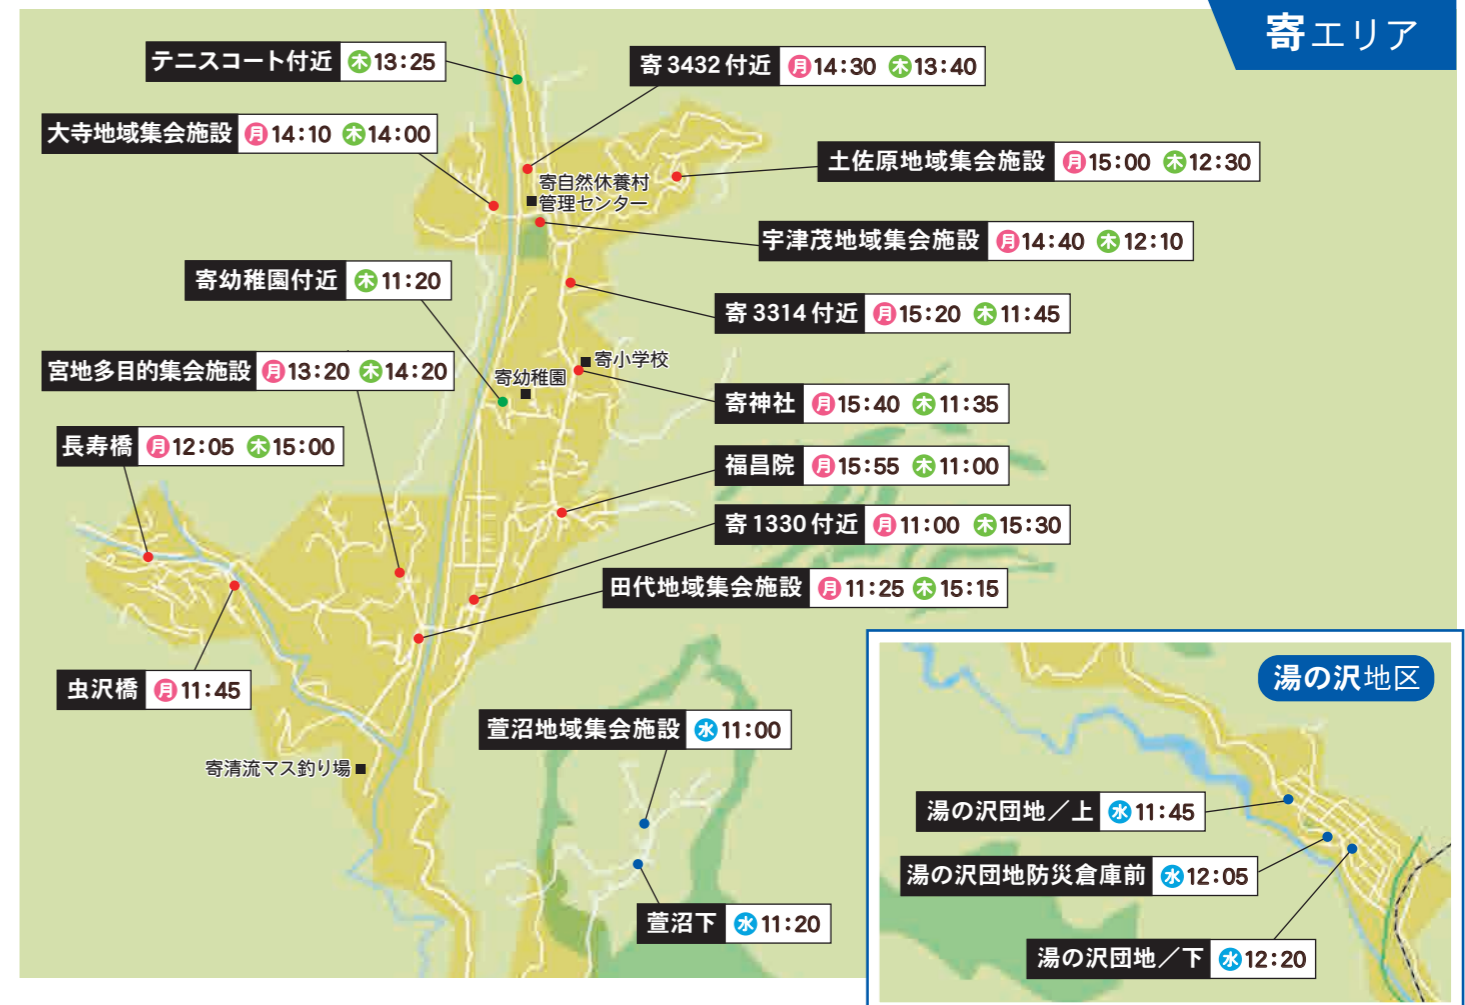 寄エリア
テニスコート付近 木13:25
寄3432付近 月14:30 木13:40
大寺地域集会施設 月14:10 木14:00
土佐原地域集会施設 月15:00 木12:30
寄自然休養村
管理センター
宇津茂地域集会施設 月14:40 木12:10
寄幼稚園付近 木11:20
寄3314付近 月15:20 木11:45
宮地多目的集会施設 月13:20 木14:20
寄小学校
寄幼稚園
寄神社 月15:40 木11:35
長寿橋 月12:05 木15:00
福昌院 月15:55 木11:00
寄1330付近 月11:00 木15:30
田代地域集会施設 月11:25 木15:15
虫沢橋 月11:45
湯の沢地区
萱沼地域集会施設 水11:00
寄清流マス釣り場
湯の沢団地/上 水11:45
湯の沢団地防災倉庫前 水12:05
萱沼下 水11:20
湯の沢団地/下 水12:20